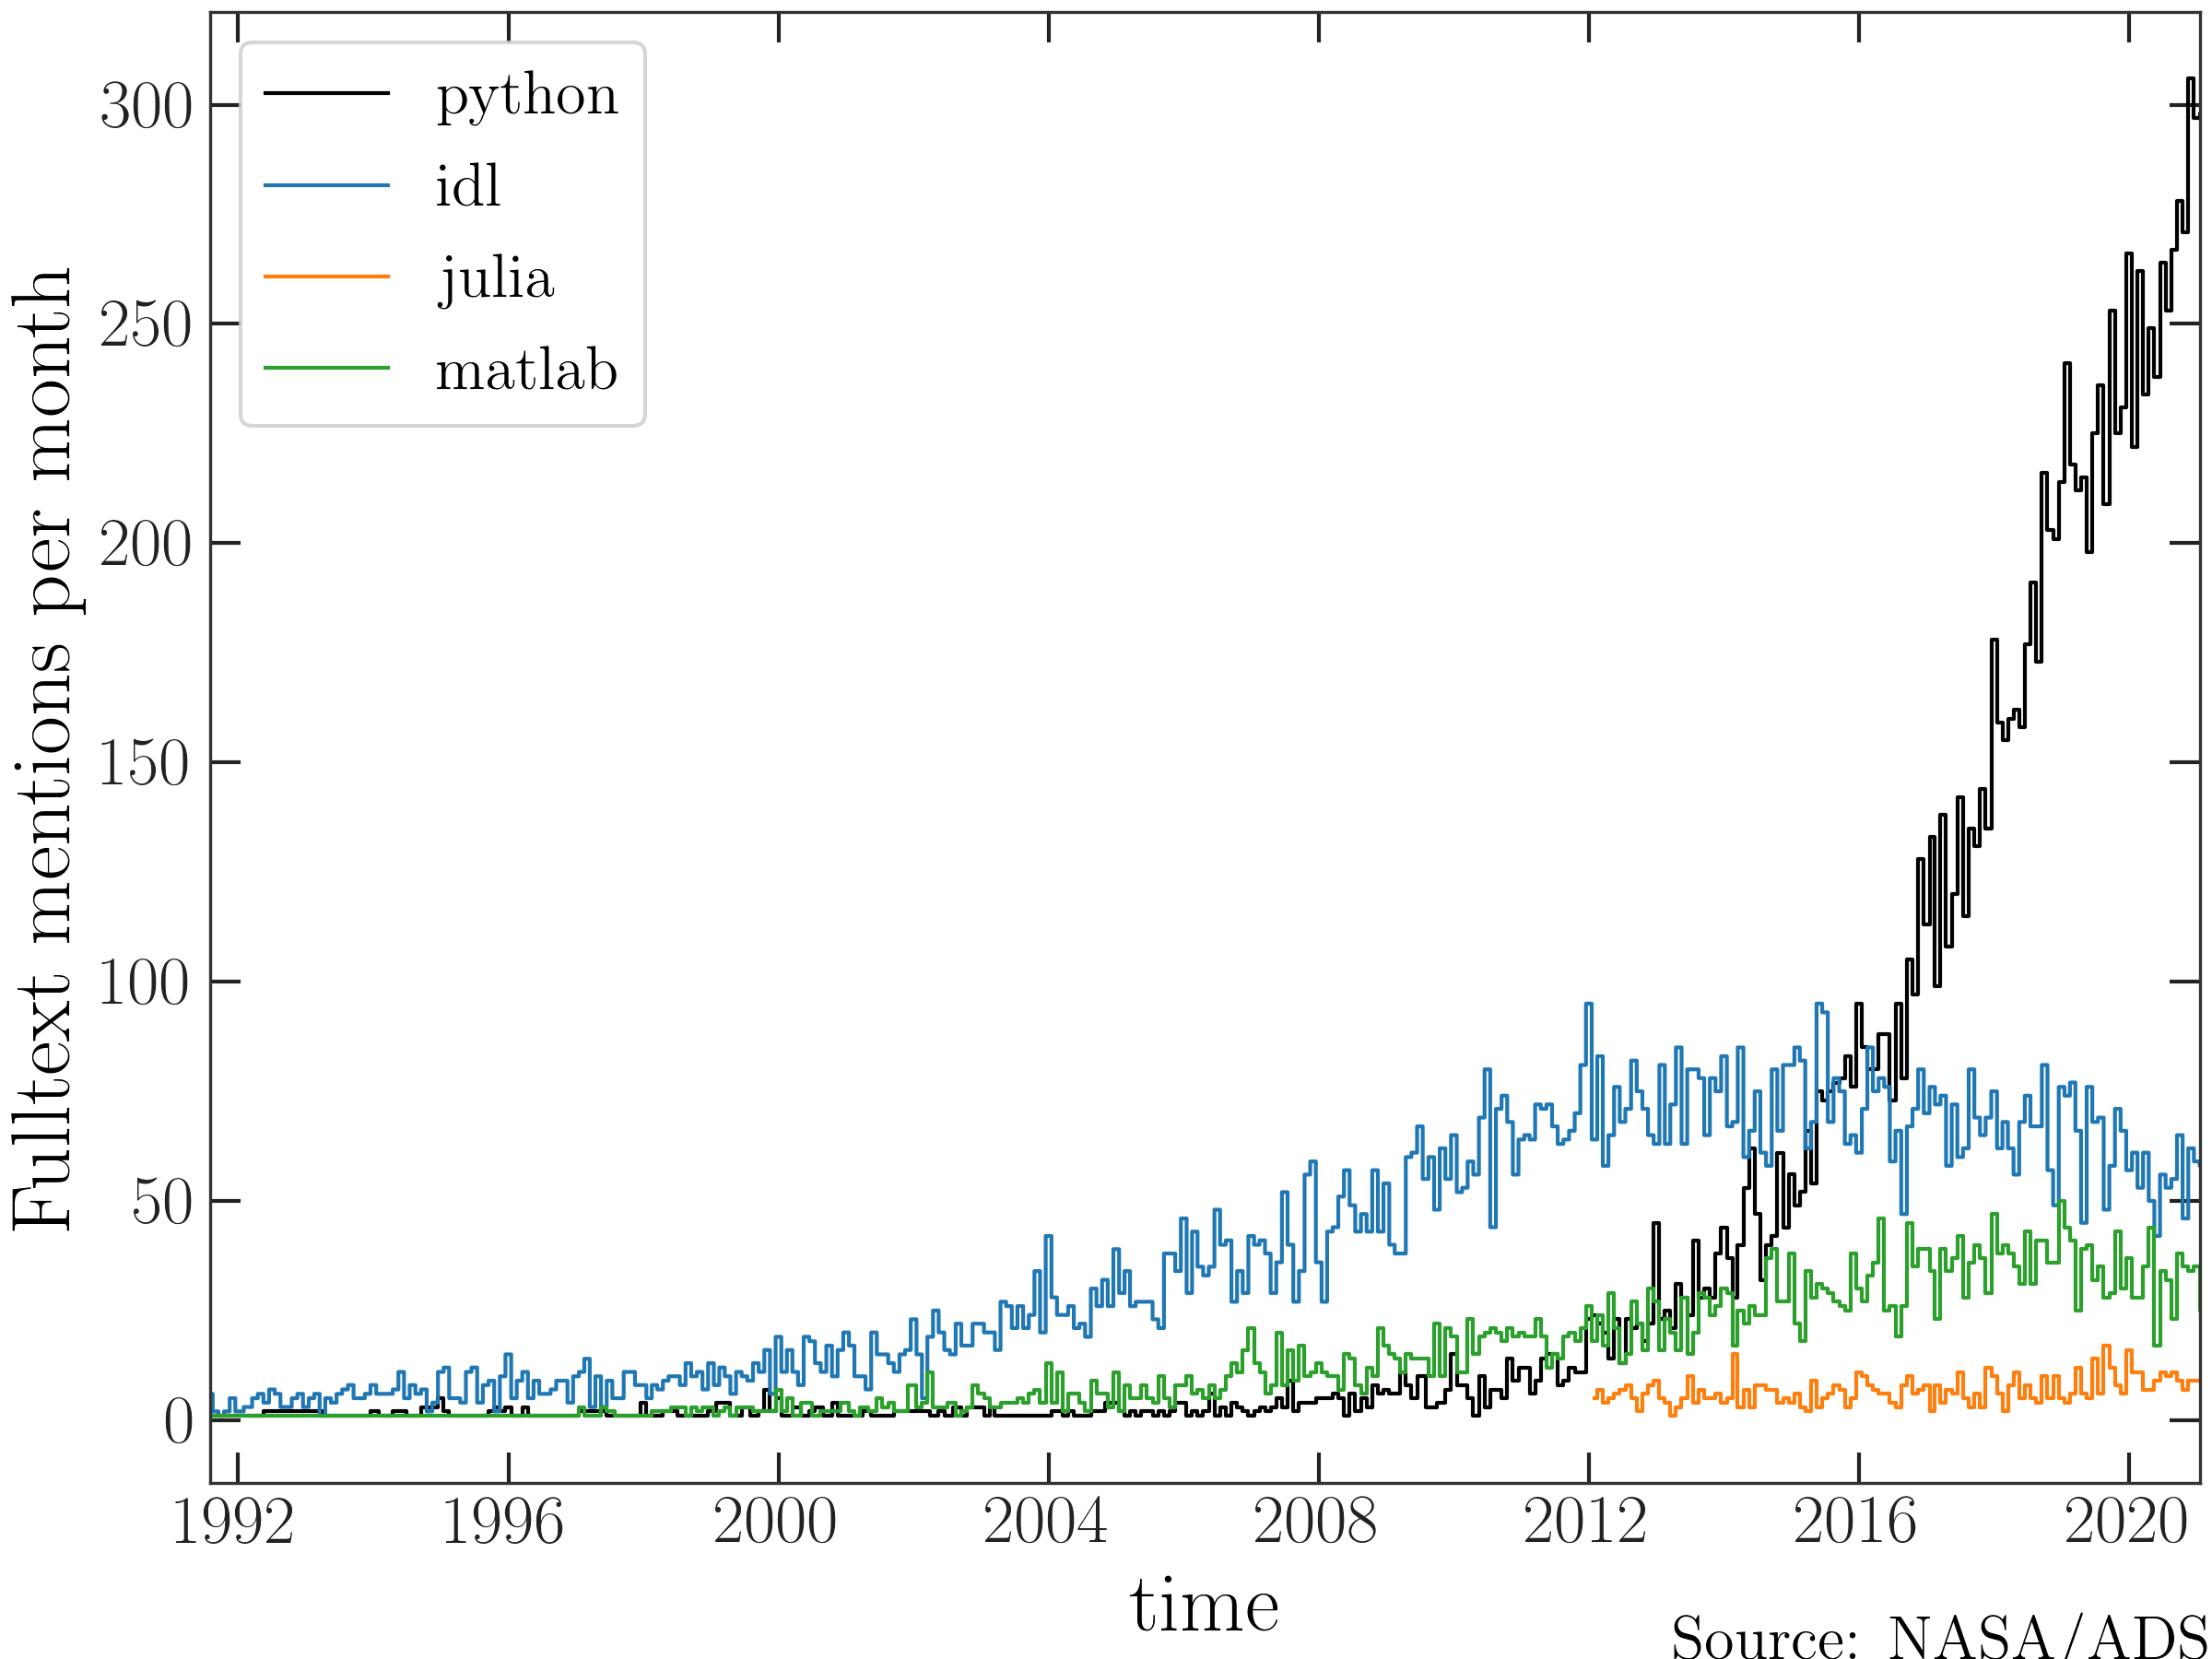 python
idl
julia
matlab
Fulltext mentions per month
300
250
200
150
100
50
0
1992 1996 2000 2004 2008 2012 2016 2020
time
Source: NASA/ADS